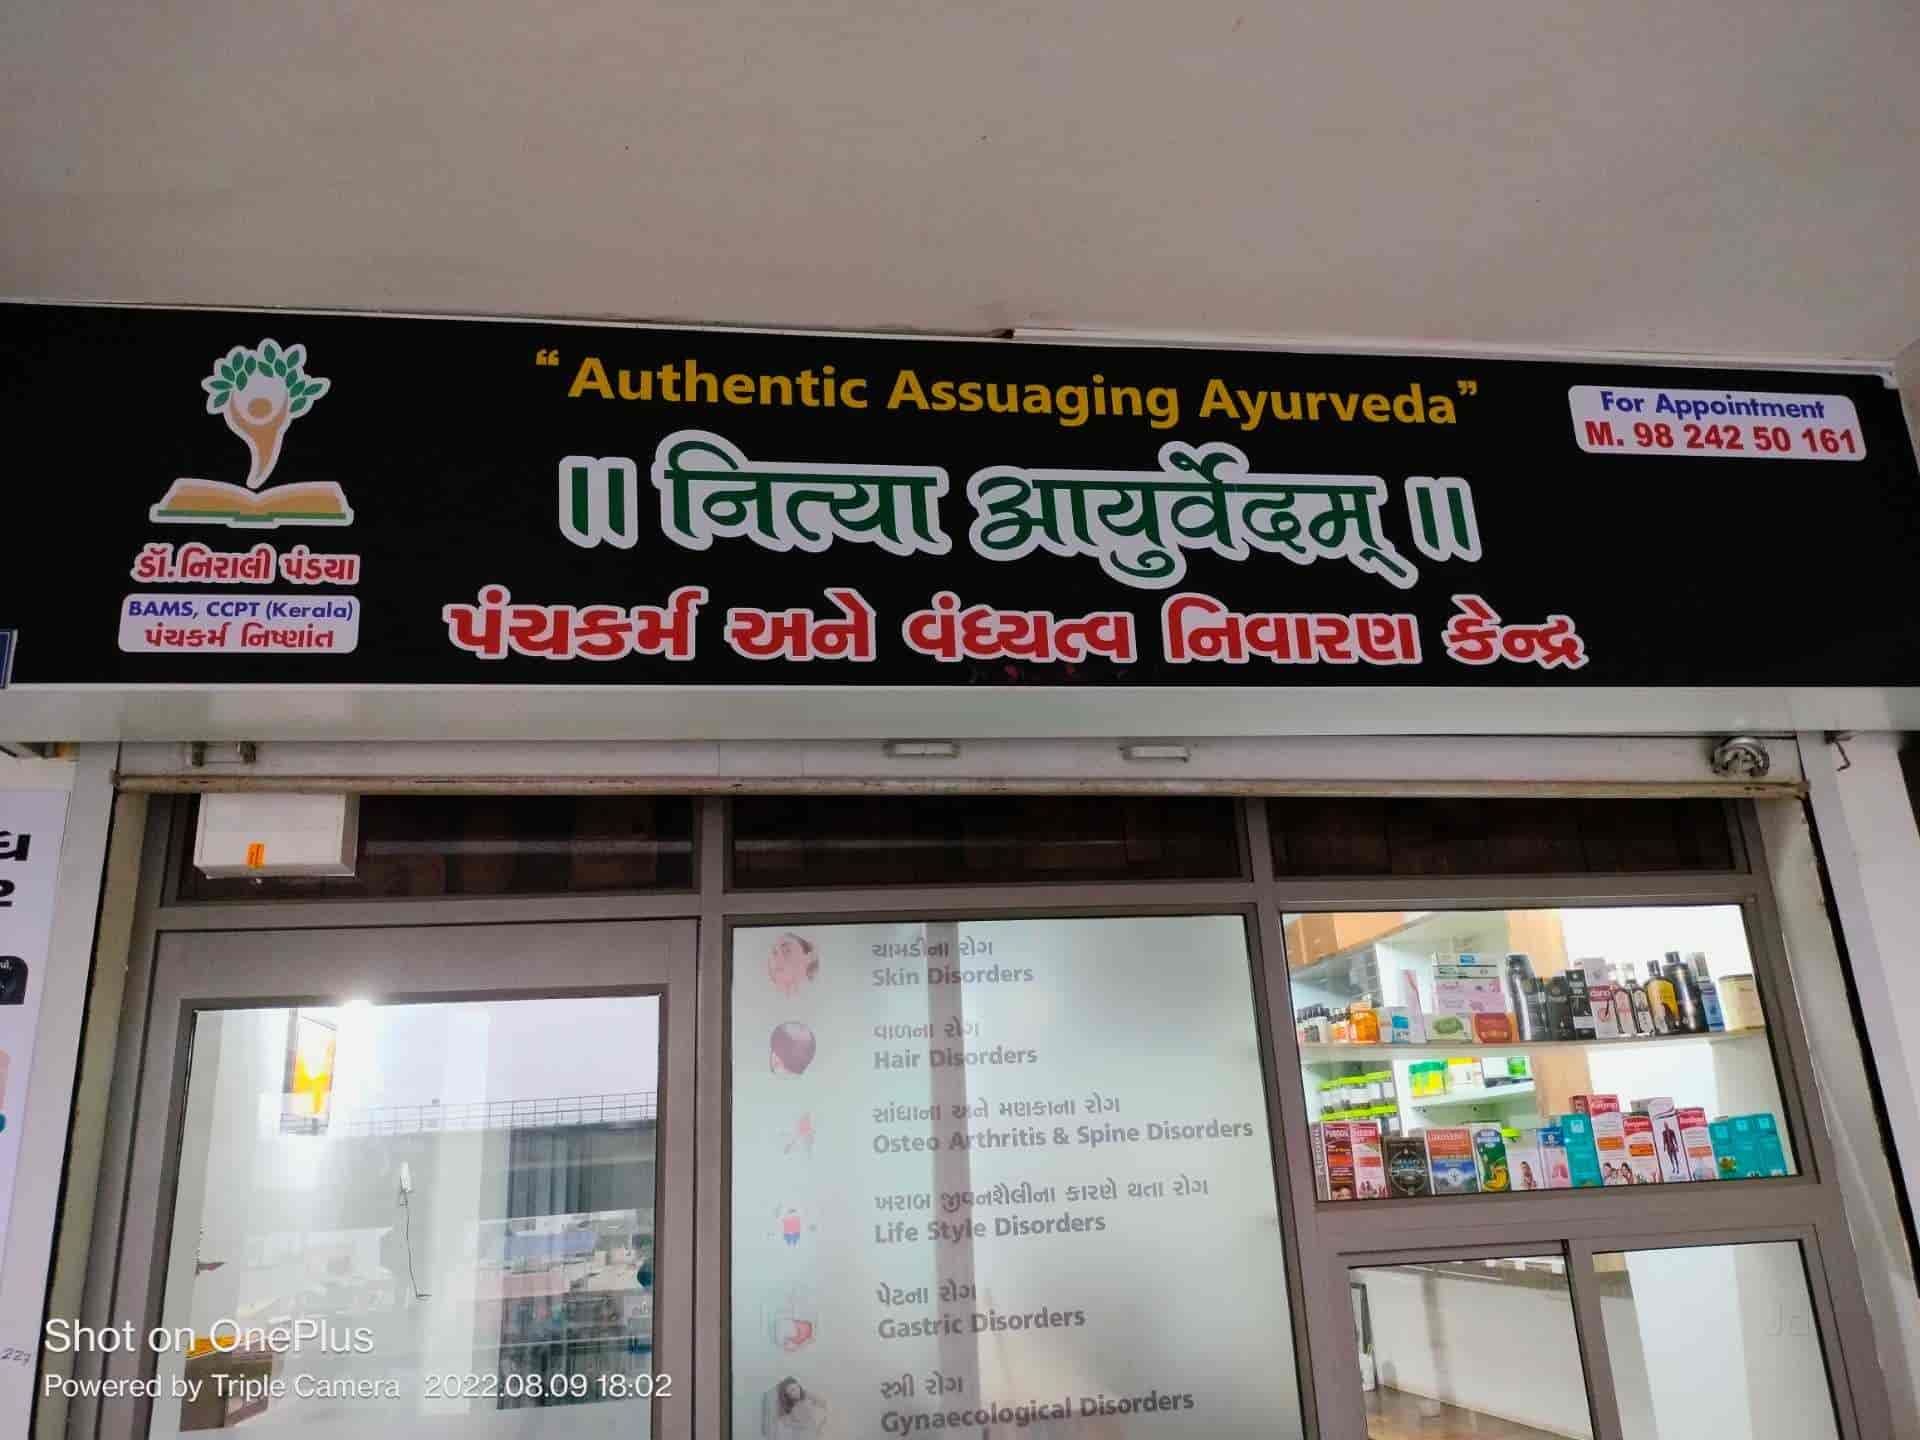 “Authentic Assuaging Ayurveda”
For Appointment
M. 98 242 50 161
॥ नित्या आयुर्वेदम् ॥
ડૉ. નિરાલી પંડયા
BAMS, CCPT (Kerala)
પંચકર્મ નિષ્ણાંત
પંચકર્મ અને વંધ્યત્વ નિવારણ કેન્દ્ર
ચામડીના રોગ
Skin Disorders
વાળના રોગ
Hair Disorders
સાંધાના અને મણકાના રોગ
Osteo Arthritis & Spine Disorders
ખરાબ જીવનશૈલીના કારણે થતા રોગ
Life Style Disorders
પેટના રોગ
Gastric Disorders
સ્ત્રી રોગ
Gynaecological Disorders
Shot on OnePlus
Powered by Triple Camera 2022.08.09 18:02